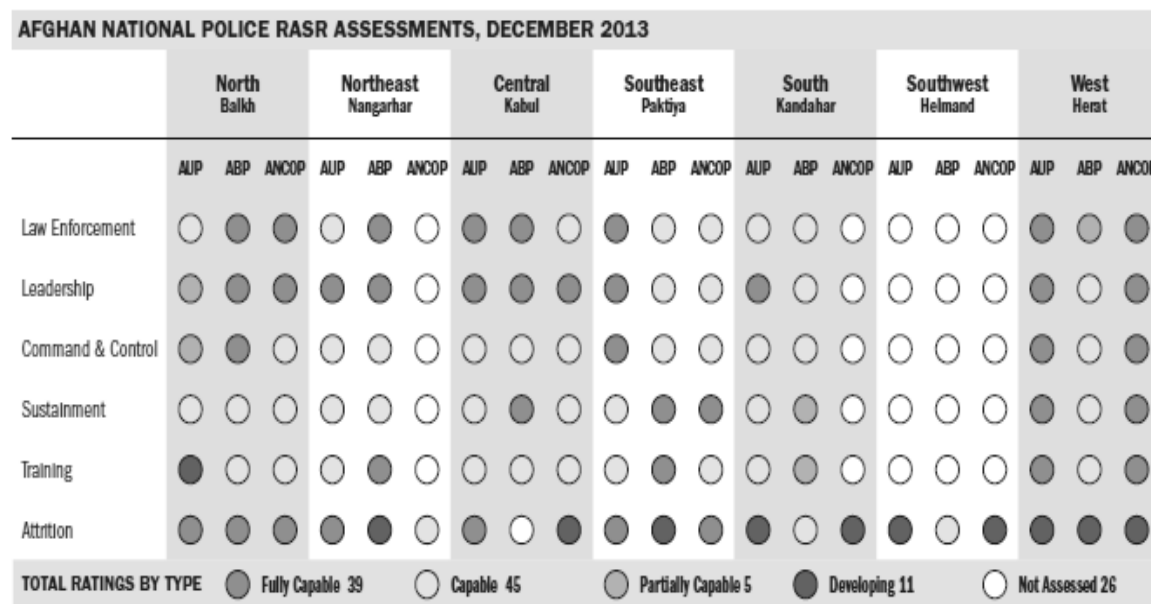 AFGHAN NATIONAL POLICE RASR ASSESSMENTS, DECEMBER 2013
North Northeast Central Southeast South Southwest West
Balkh Nangarhar Kabul Paktiya Kandahar Helmand Herat
AUP ABP ANCOP AUP ABP ANCOP AUP ABP ANCOP AUP ABP ANCOP AUP ABP ANCOP AUP ABP ANCOP AUP ABP ANCOP
Law Enforcement
Leadership
Command & Control
Sustainment
Training
Attrition
TOTAL RATINGS BY TYPE Fully Capable 39 Capable 45 Partially Capable 5 Developing 11 Not Assessed 26